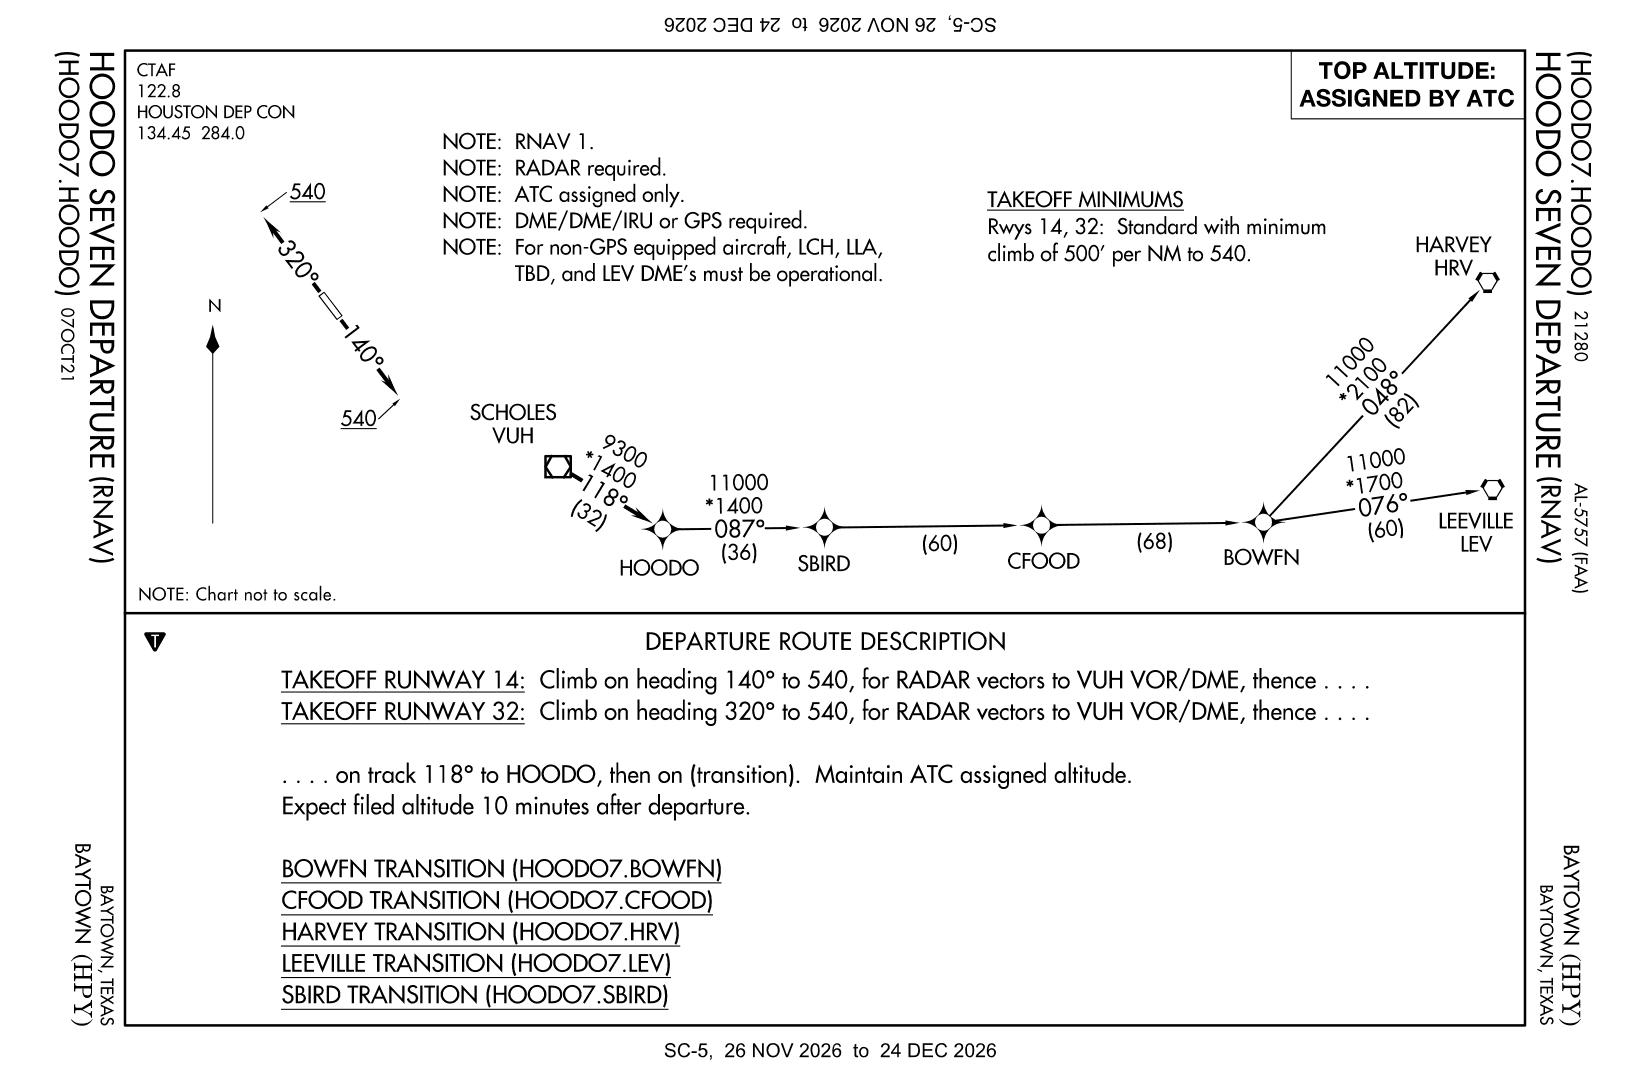 SC-5, 26 NOV 2026 to 24 DEC 2026
(HOODO7.HOODO) 07OCT21
HOODO SEVEN DEPARTURE (RNAV)
BAYTOWN (HPY)
BAYTOWN, TEXAS
CTAF
122.8
HOUSTON DEP CON
134.45 284.0
TOP ALTITUDE:
ASSIGNED BY ATC
NOTE: RNAV 1.
NOTE: RADAR required.
NOTE: ATC assigned only.
NOTE: DME/DME/IRU or GPS required.
NOTE: For non-GPS equipped aircraft, LCH, LLA,
TBD, and LEV DME's must be operational.
TAKEOFF MINIMUMS
Rwys 14, 32: Standard with minimum
climb of 500' per NM to 540.
540
320°
140°
540
N
SCHOLES
VUH
9300
*1400
118°
(32)
HOODO
11000
*1400
087°
(36)
SBIRD
(60)
CFOOD
(68)
BOWFN
11000
*2100
048°
(82)
HARVEY
HRV
11000
*1700
076°
(60)
LEEVILLE
LEV
NOTE: Chart not to scale.
T
DEPARTURE ROUTE DESCRIPTION
TAKEOFF RUNWAY 14: Climb on heading 140° to 540, for RADAR vectors to VUH VOR/DME, thence . . . .
TAKEOFF RUNWAY 32: Climb on heading 320° to 540, for RADAR vectors to VUH VOR/DME, thence . . . .
. . . . on track 118° to HOODO, then on (transition). Maintain ATC assigned altitude.
Expect filed altitude 10 minutes after departure.
BOWFN TRANSITION (HOODO7.BOWFN)
CFOOD TRANSITION (HOODO7.CFOOD)
HARVEY TRANSITION (HOODO7.HRV)
LEEVILLE TRANSITION (HOODO7.LEV)
SBIRD TRANSITION (HOODO7.SBIRD)
(HOODO7.HOODO) 21280 AL-5757 (FAA)
HOODO SEVEN DEPARTURE (RNAV)
BAYTOWN (HPY)
BAYTOWN, TEXAS
SC-5, 26 NOV 2026 to 24 DEC 2026